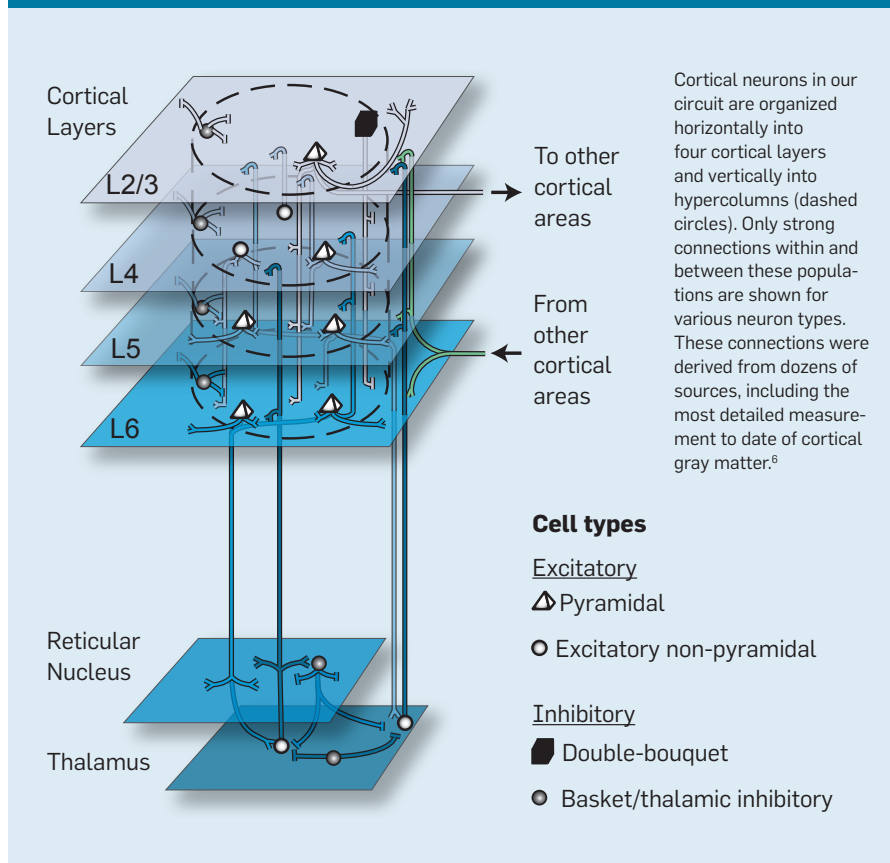 Cortical
Layers
L2/3
L4
L5
L6
To other
cortical
areas
From
other
cortical
areas
Reticular
Nucleus
Thalamus
Cortical neurons in our
circuit are organized
horizontally into
four cortical layers
and vertically into
hypercolumns (dashed
circles). Only strong
connections within and
between these popula-
tions are shown for
various neuron types.
These connections were
derived from dozens of
sources, including the
most detailed measure-
ment to date of cortical
gray matter.⁶
Cell types
Excitatory
Pyramidal
Excitatory non-pyramidal
Inhibitory
Double-bouquet
Basket/thalamic inhibitory